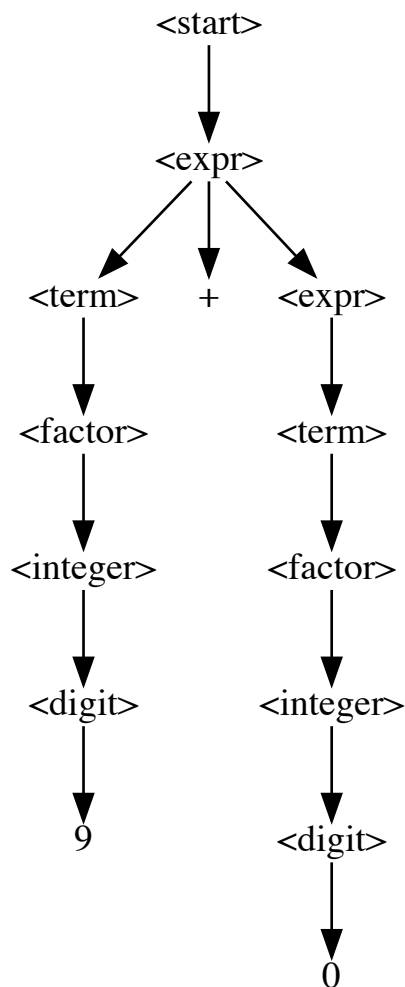 <start>
<expr>
<term> + <expr>
<factor> <term>
<integer> <factor>
<digit> <integer>
9 <digit>
0